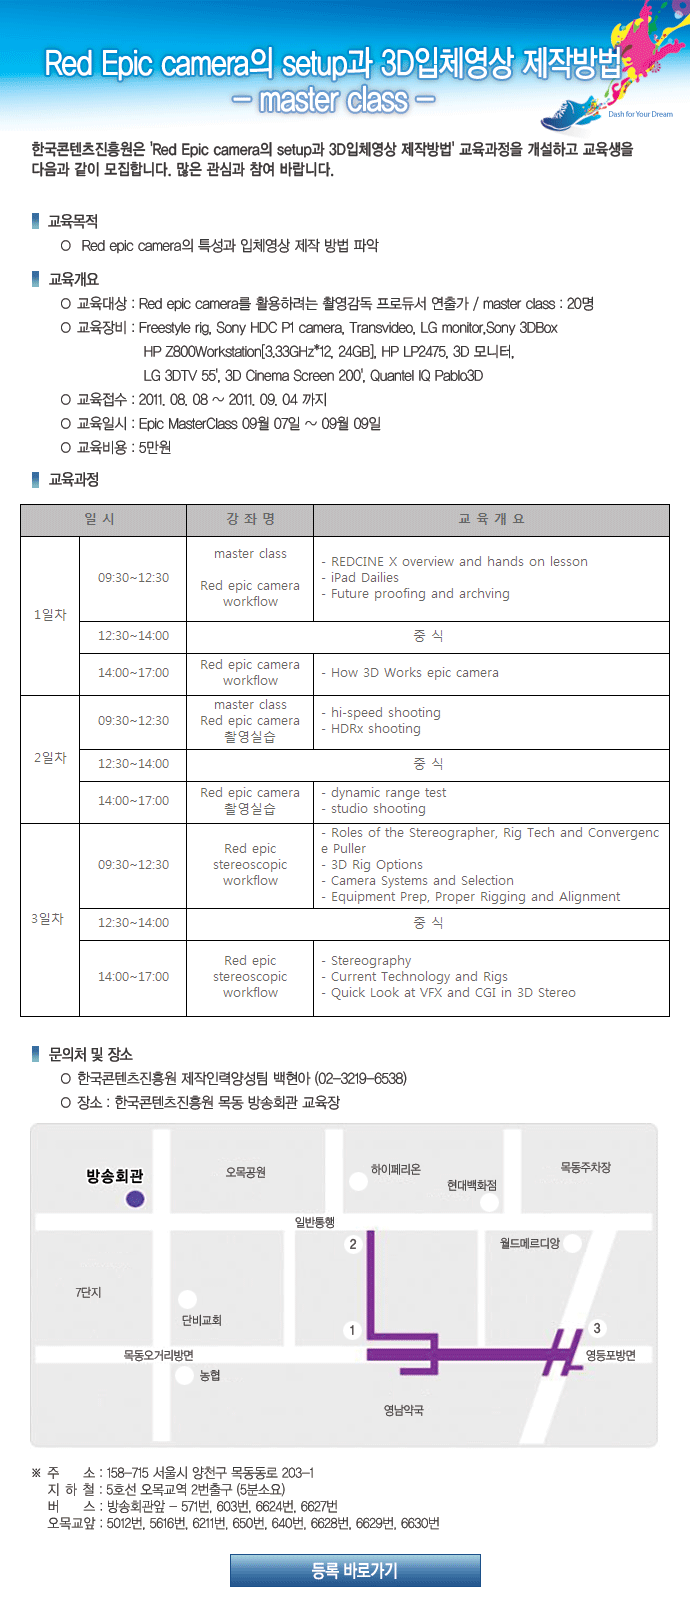 Red Epic camera의 setup과 3D입체영상 제작방법
- master class -
Dash for Your Dream
한국콘텐츠진흥원은 'Red Epic camera의 setup과 3D입체영상 제작방법' 교육과정을 개설하고 교육생을
다음과 같이 모집합니다. 많은 관심과 참여 바랍니다.
교육목적
O Red epic camera의 특성과 입체영상 제작 방법 파악
교육개요
O 교육대상 : Red epic camera를 활용하려는 촬영감독 프로듀서 연출가 / master class : 20명
O 교육장비 : Freestyle rig, Sony HDC P1 camera, Transvideo, LG monitor,Sony 3DBox
HP Z800Workstation[3.33GHz*12, 24GB], HP LP2475, 3D 모니터,
LG 3DTV 55', 3D Cinema Screen 200', Quantel IQ Pablo3D
O 교육접수 : 2011. 08. 08 ~ 2011. 09. 04 까지
O 교육일시 : Epic MasterClass 09월 07일 ~ 09월 09일
O 교육비용 : 5만원
교육과정
일 시 강 좌 명 교 육 개 요
1일차
09:30~12:30
master class
Red epic camera
workflow
- REDCINE X overview and hands on lesson
- iPad Dailies
- Future proofing and archving
12:30~14:00 중 식
14:00~17:00
Red epic camera
workflow
- How 3D Works epic camera
2일차
09:30~12:30
master class
Red epic camera
촬영실습
- hi-speed shooting
- HDRx shooting
12:30~14:00 중 식
14:00~17:00
Red epic camera
촬영실습
- dynamic range test
- studio shooting
3일차
09:30~12:30
Red epic
stereoscopic
workflow
- Roles of the Stereographer, Rig Tech and Convergenc
e Puller
- 3D Rig Options
- Camera Systems and Selection
- Equipment Prep, Proper Rigging and Alignment
12:30~14:00 중 식
14:00~17:00
Red epic
stereoscopic
workflow
- Stereography
- Current Technology and Rigs
- Quick Look at VFX and CGI in 3D Stereo
문의처 및 장소
O 한국콘텐츠진흥원 제작인력양성팀 백현아 (02-3219-6538)
O 장소 : 한국콘텐츠진흥원 목동 방송회관 교육장
방송회관
오목공원
하이페리온
현대백화점
목동주차장
일반통행
2
월드메르디앙
7단지
단비교회
1
3
목동오거리방면
영등포방면
농협
영남약국
※ 주 소 : 158-715 서울시 양천구 목동동로 203-1
지 하 철 : 5호선 오목교역 2번출구 (5분소요)
버 스 : 방송회관앞 - 571번, 603번, 6624번, 6627번
오목교앞 : 5012번, 5616번, 6211번, 650번, 640번, 6628번, 6629번, 6630번
등록 바로가기